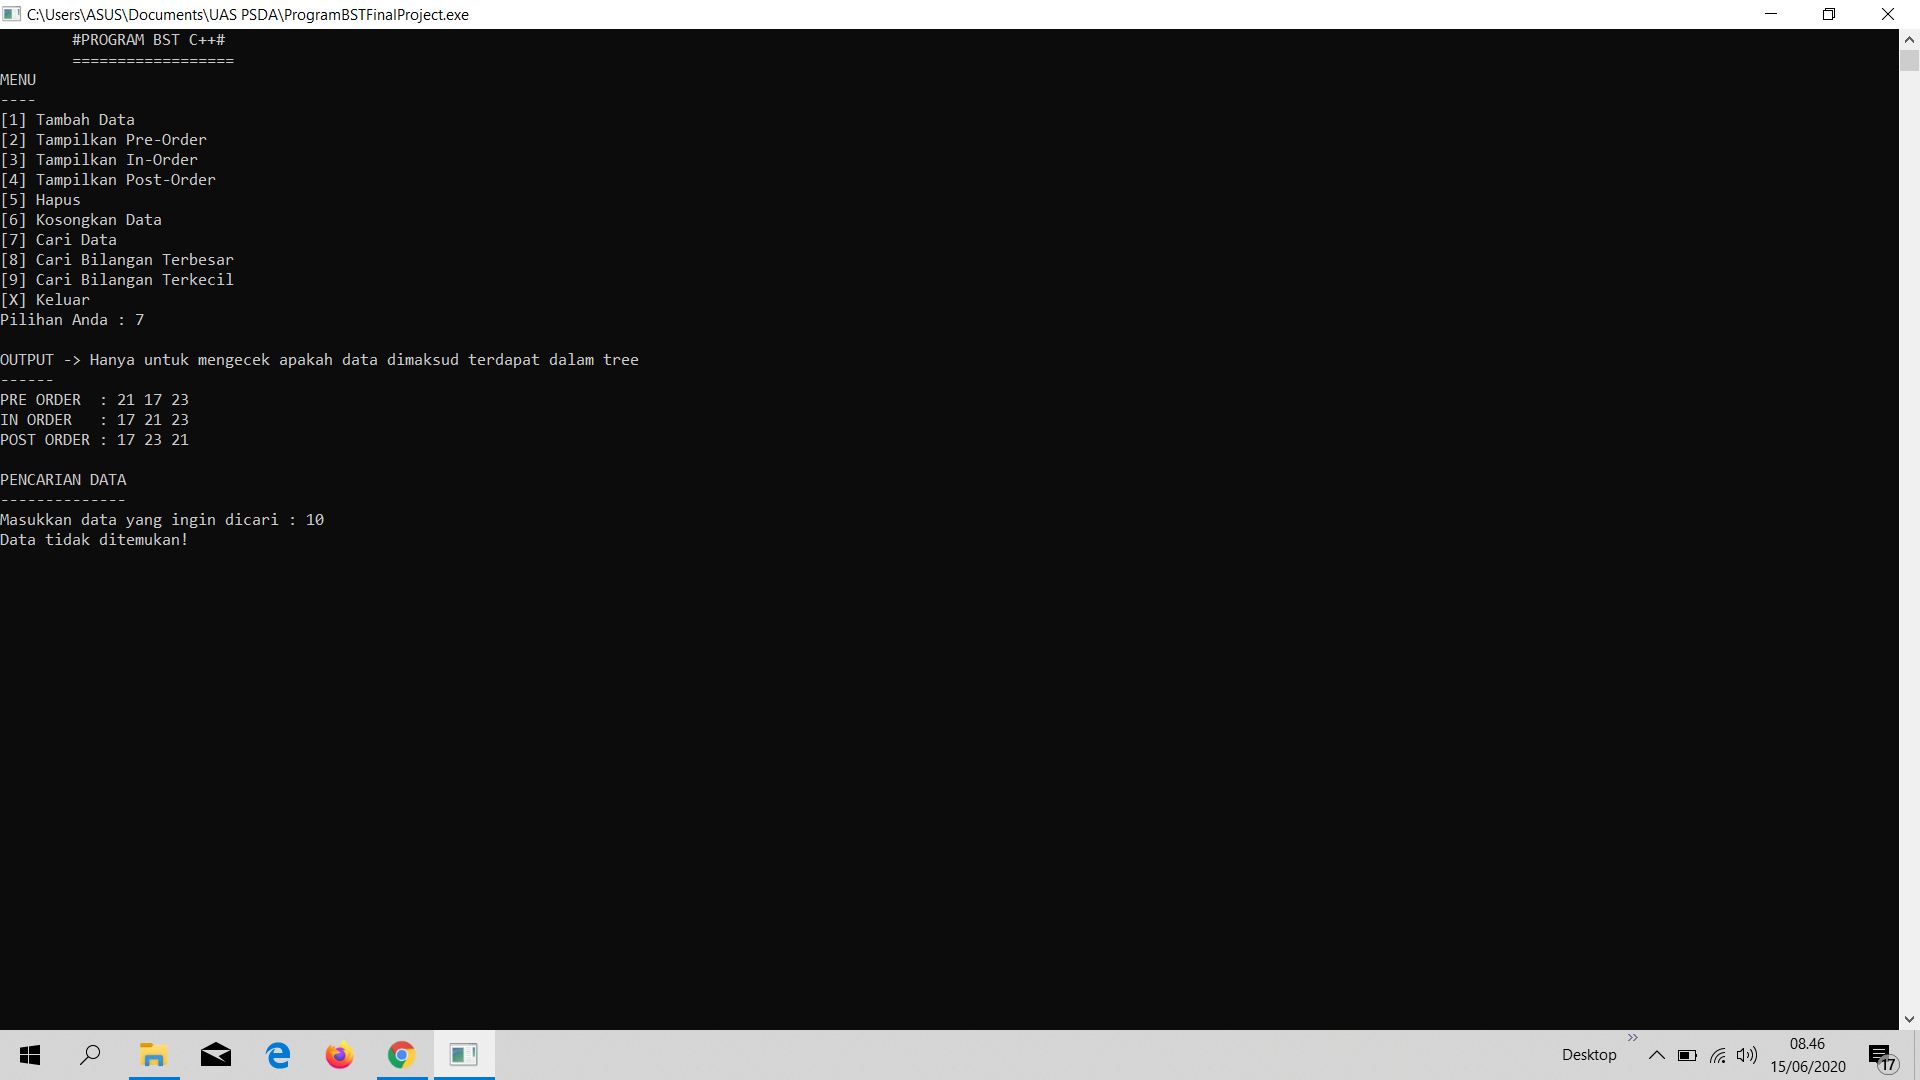 C:\Users\ASUS\Documents\UAS PSDA\ProgramBSTFinalProject.exe
#PROGRAM BST C++#
==================
MENU
----
[1] Tambah Data
[2] Tampilkan Pre-Order
[3] Tampilkan In-Order
[4] Tampilkan Post-Order
[5] Hapus
[6] Kosongkan Data
[7] Cari Data
[8] Cari Bilangan Terbesar
[9] Cari Bilangan Terkecil
[X] Keluar
Pilihan Anda : 7
OUTPUT -> Hanya untuk mengecek apakah data dimaksud terdapat dalam tree
------
PRE ORDER  : 21 17 23
IN ORDER   : 17 21 23
POST ORDER : 17 23 21
PENCARIAN DATA
--------------
Masukkan data yang ingin dicari : 10
Data tidak ditemukan!
Desktop
08.46
15/06/2020
17